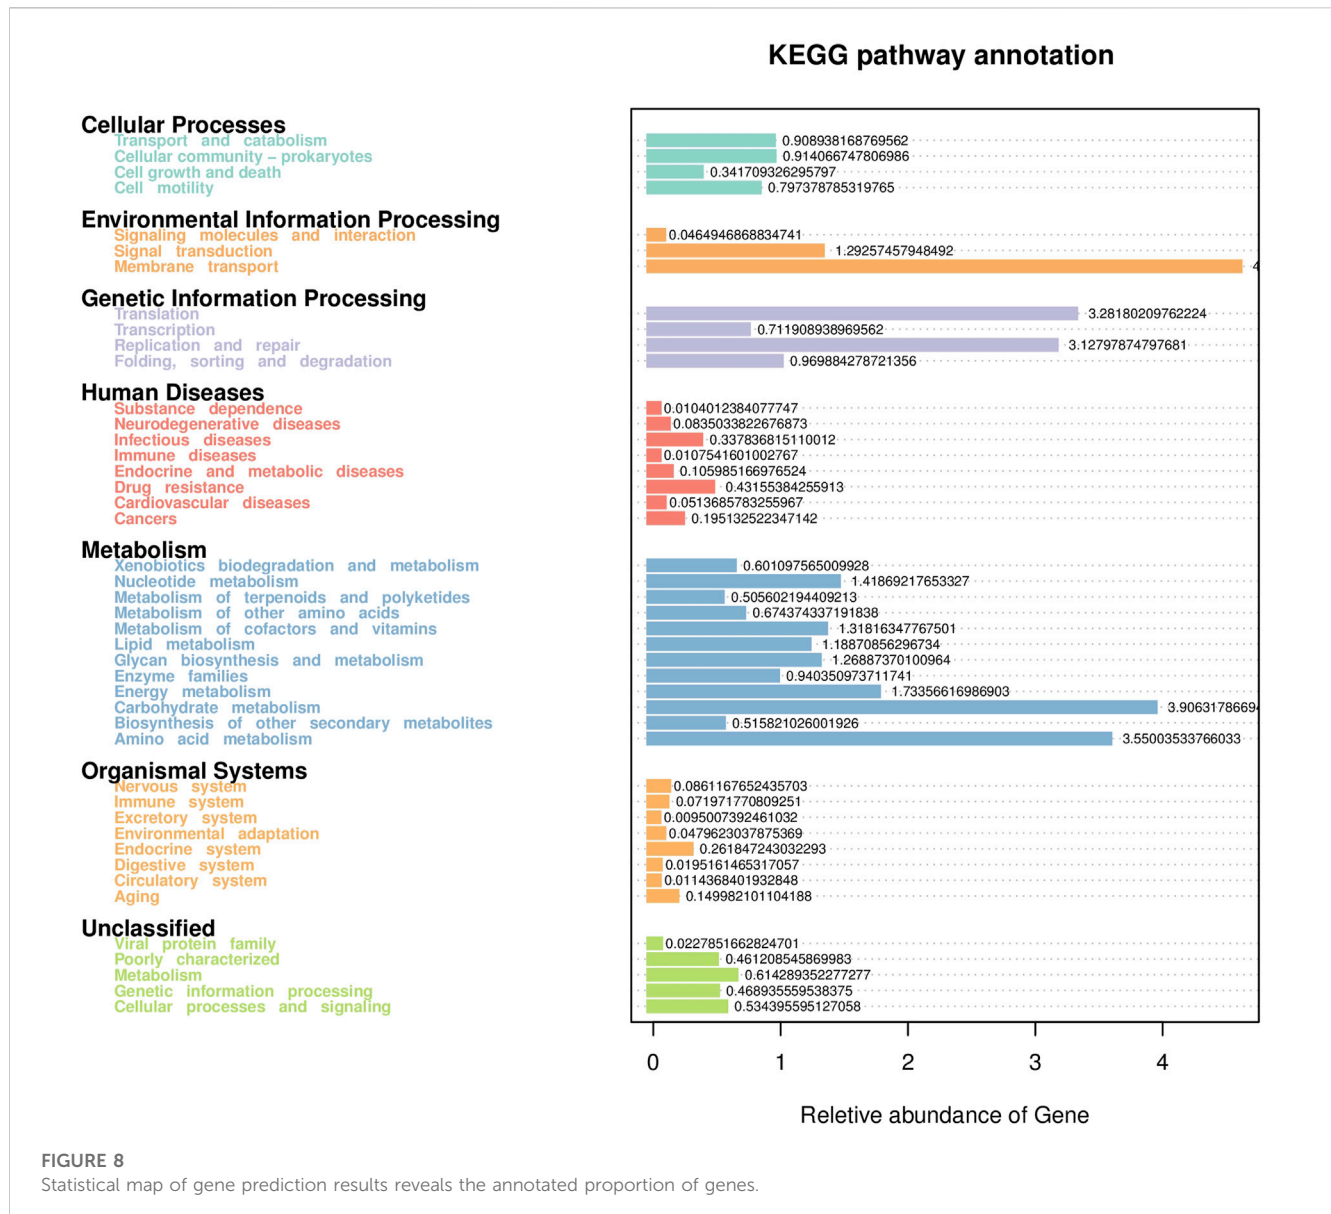 KEGG pathway annotation
Cellular Processes
Transport and catabolism 0.908938168769562
Cellular community – prokaryotes 0.914066747806986
Cell growth and death 0.341709326295797
Cell motility 0.797378785319765
Environmental Information Processing
Signaling molecules and interaction 0.0464946868834741
Signal transduction 1.29257457948492
Membrane transport 4
Genetic Information Processing
Translation 3.28180209762224
Transcription 0.711908938969562
Replication and repair 3.12797874797681
Folding, sorting and degradation 0.969884278721356
Human Diseases
Substance dependence 0.0104012384077747
Neurodegenerative diseases 0.0835033822676873
Infectious diseases 0.337836815110012
Immune diseases 0.0107541601002767
Endocrine and metabolic diseases 0.105985166976524
Drug resistance 0.43155384255913
Cardiovascular diseases 0.0513685783255967
Cancers 0.195132522347142
Metabolism
Xenobiotics biodegradation and metabolism 0.601097565009928
Nucleotide metabolism 1.41869217653327
Metabolism of terpenoids and polyketides 0.505602194409213
Metabolism of other amino acids 0.674374337191838
Metabolism of cofactors and vitamins 1.31816347767501
Lipid metabolism 1.18870856296734
Glycan biosynthesis and metabolism 1.26887370100964
Enzyme families 0.940350973711741
Energy metabolism 1.73356616986903
Carbohydrate metabolism 3.90631786694
Biosynthesis of other secondary metabolites 0.515821026001926
Amino acid metabolism 3.55003533766033
Organismal Systems
Nervous system 0.0861167652435703
Immune system 0.071971770809251
Excretory system 0.0095007392461032
Environmental adaptation 0.0479623037875369
Endocrine system 0.261847243032293
Digestive system 0.0195161465317057
Circulatory system 0.0114368401932848
Aging 0.149982101104188
Unclassified
Viral protein family 0.0227851662824701
Poorly characterized 0.461208545869983
Metabolism 0.614289352277277
Genetic information processing 0.468935559538375
Cellular processes and signaling 0.534395595127058
0 1 2 3 4
Reletive abundance of Gene
FIGURE 8
Statistical map of gene prediction results reveals the annotated proportion of genes.